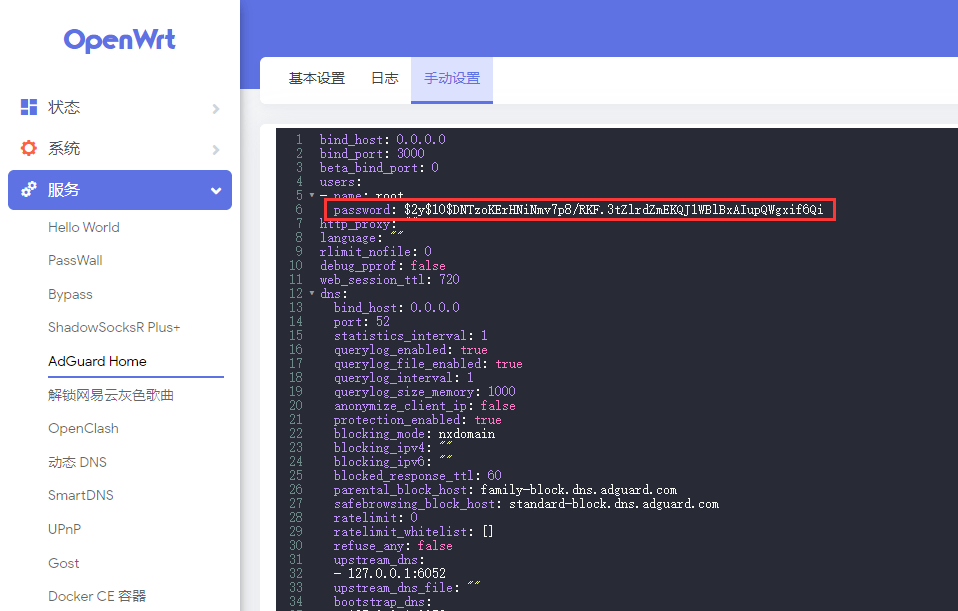 OpenWrt
状态
系统
服务
Hello World
PassWall
Bypass
ShadowSocksR Plus+
AdGuard Home
解锁网易云灰色歌曲
OpenClash
动态 DNS
SmartDNS
UPnP
Gost
Docker CE 容器
基本设置 日志 手动设置
1 bind_host: 0.0.0.0
2 bind_port: 3000
3 beta_bind_port: 0
4 users:
5 - name: root
6 password: $2y$10$DNTzoKErHNiNmv7p8/RKF.3tZlrdZmEKQJ1WBlBxAIupQWgxif6Qi
7 http_proxy:
8 language: ""
9 rlimit_nofile: 0
10 debug_pprof: false
11 web_session_ttl: 720
12 dns:
13 bind_host: 0.0.0.0
14 port: 52
15 statistics_interval: 1
16 querylog_enabled: true
17 querylog_file_enabled: true
18 querylog_interval: 1
19 querylog_size_memory: 1000
20 anonymize_client_ip: false
21 protection_enabled: true
22 blocking_mode: nxdomain
23 blocking_ipv4: ""
24 blocking_ipv6: ""
25 blocked_response_ttl: 60
26 parental_block_host: family-block.dns.adguard.com
27 safebrowsing_block_host: standard-block.dns.adguard.com
28 ratelimit: 0
29 ratelimit_whitelist: []
30 refuse_any: false
31 upstream_dns:
32 - 127.0.0.1:6052
33 upstream_dns_file: ""
34 bootstrap_dns: